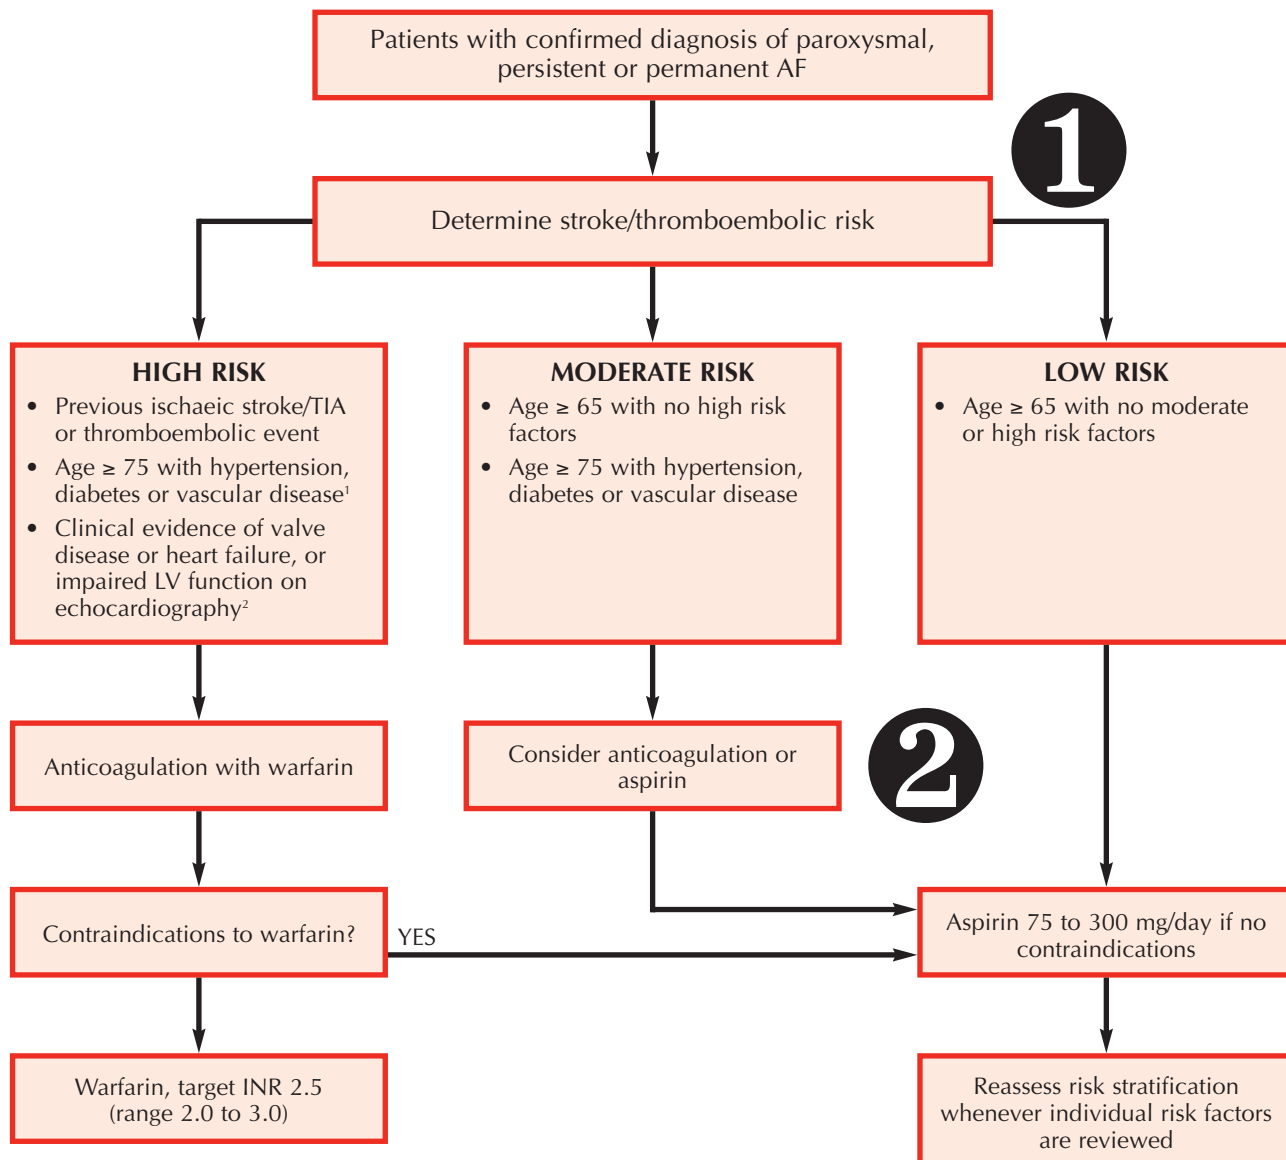 Patients with confirmed diagnosis of paroxysmal,
persistent or permanent AF
1
Determine stroke/thromboembolic risk
HIGH RISK
• Previous ischaeic stroke/TIA
or thromboembolic event
• Age ≥ 75 with hypertension,
diabetes or vascular disease¹
• Clinical evidence of valve
disease or heart failure, or
impaired LV function on
echocardiography²
MODERATE RISK
• Age ≥ 65 with no high risk
factors
• Age ≥ 75 with hypertension,
diabetes or vascular disease
LOW RISK
• Age ≥ 65 with no moderate
or high risk factors
Anticoagulation with warfarin
Consider anticoagulation or
aspirin
2
Contraindications to warfarin?
YES
Aspirin 75 to 300 mg/day if no
contraindications
Warfarin, target INR 2.5
(range 2.0 to 3.0)
Reassess risk stratification
whenever individual risk factors
are reviewed